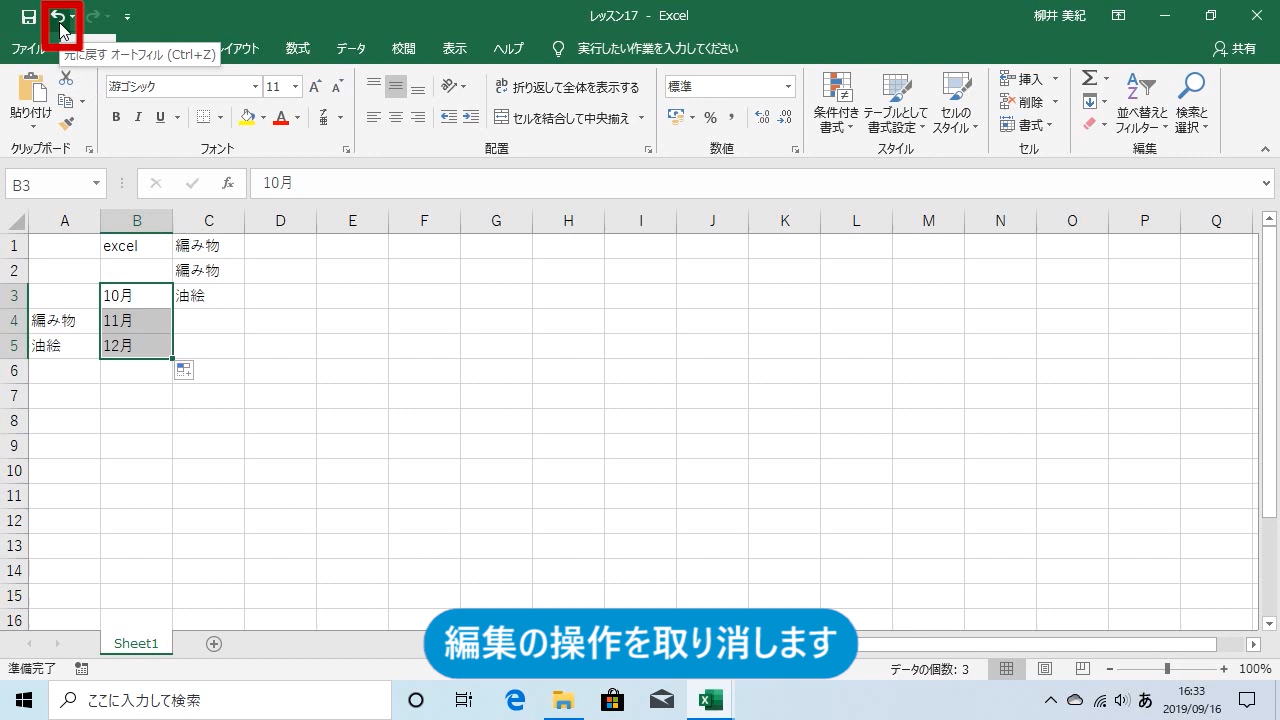 レッスン17 - Excel
柳井 美紀
ファイル
イアウト
数式
データ
校閲
表示
ヘルプ
実行したい作業を入力してください
共有
元に戻す オートフィル (Ctrl+Z)
貼り付け
クリップボード
游ゴシック
11
B I U
フォント
折り返して全体を表示する
セルを結合して中央揃え
配置
標準
数値
条件付き書式
テーブルとして書式設定
セルのスタイル
スタイル
挿入
削除
書式
セル
並べ替えとフィルター
検索と選択
編集
B3
fx
10月
A B C D E F G H I J K L M N O P Q
1 excel 編み物
2 編み物
3 10月 油絵
4 編み物 11月
5 油絵 12月
6
7
8
9
10
11
12
13
14
15
16
編集の操作を取り消します
Sheet1
準備完了
データの個数: 3
100%
ここに入力して検索
あ
16:33
2019/09/16